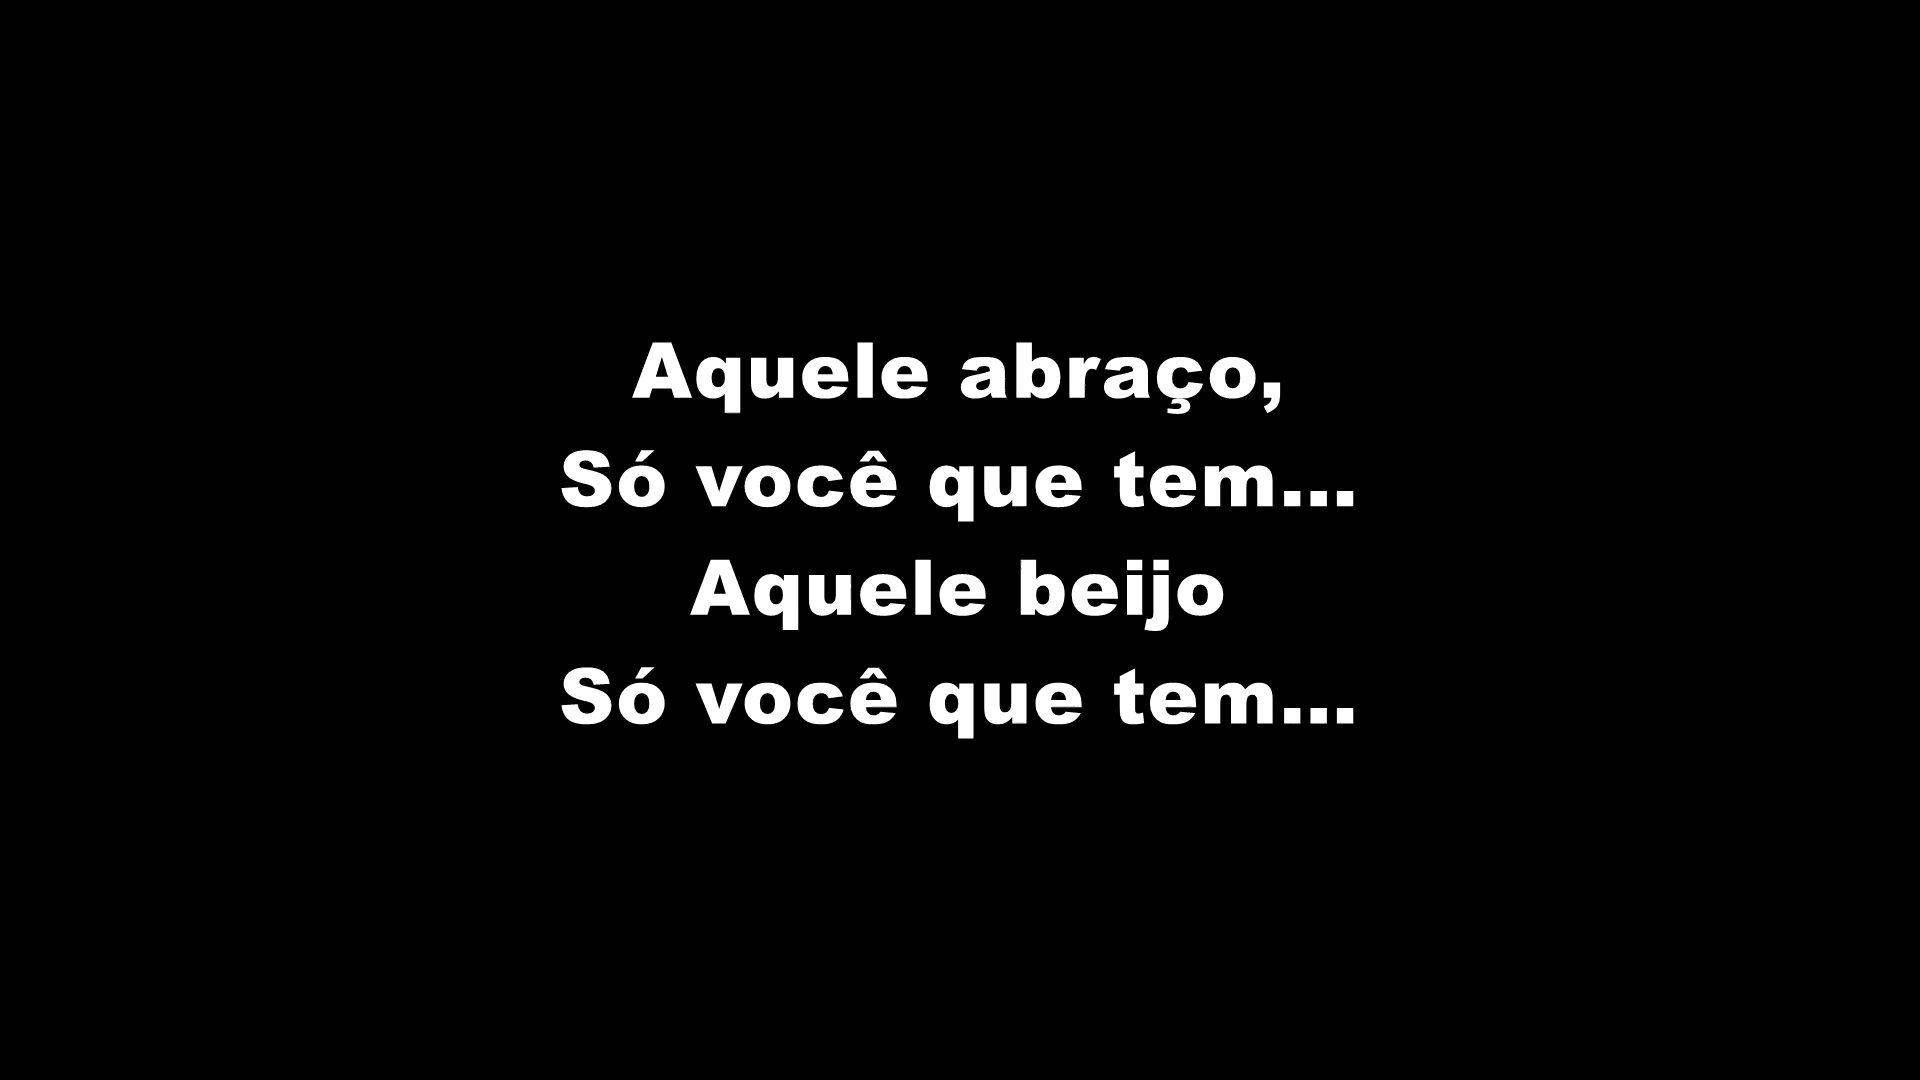 Aquele abraço,
Só você que tem...
Aquele beijo
Só você que tem...